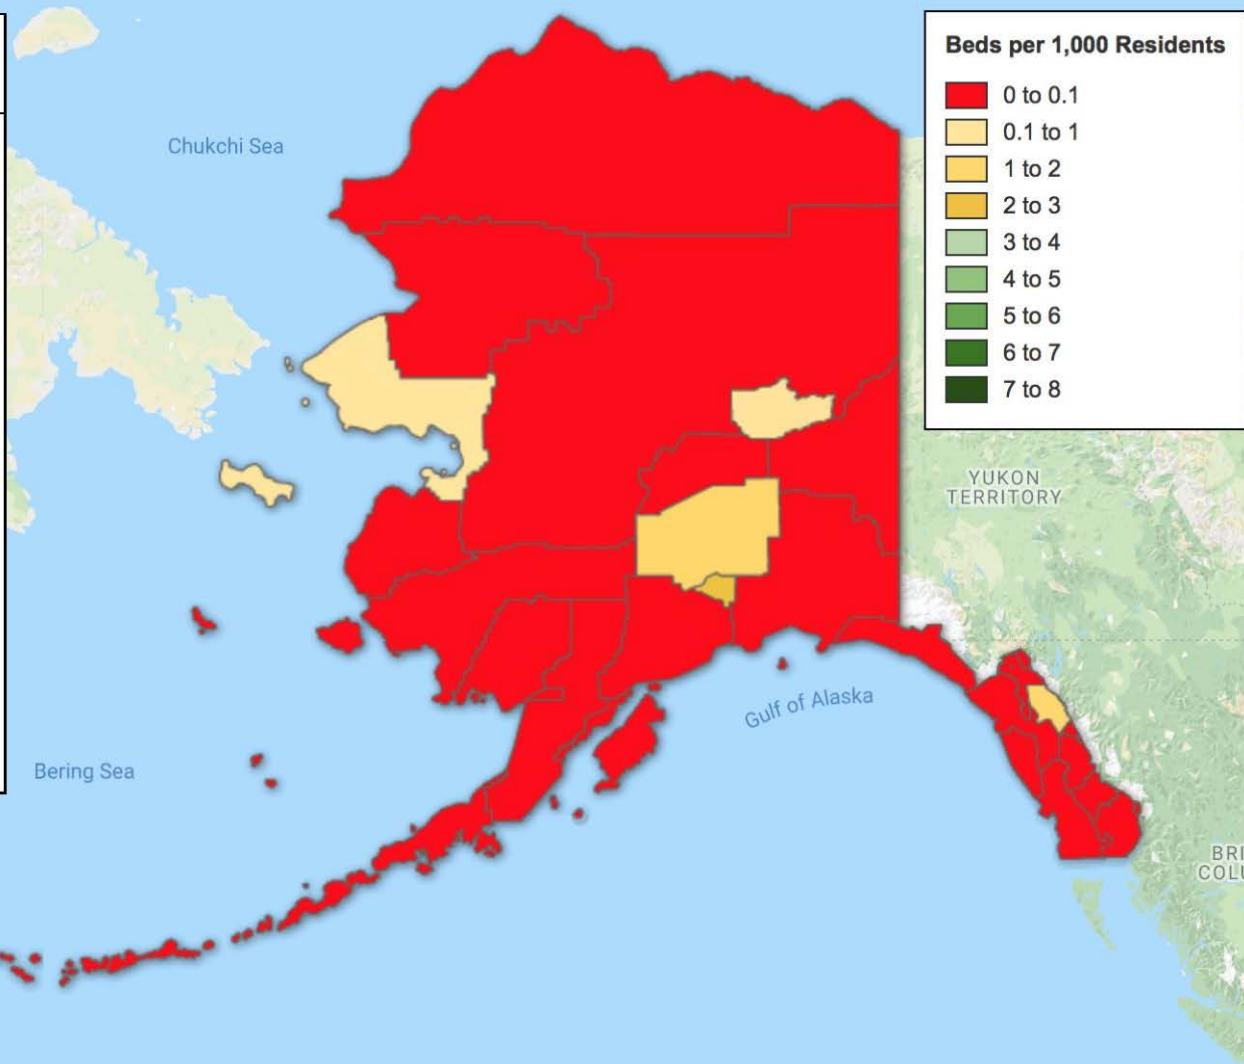 Beds per 1,000 Residents
0 to 0.1
0.1 to 1
1 to 2
2 to 3
3 to 4
4 to 5
5 to 6
6 to 7
7 to 8
Chukchi Sea
YUKON
TERRITORY
Gulf of Alaska
Bering Sea
BRI
COLU